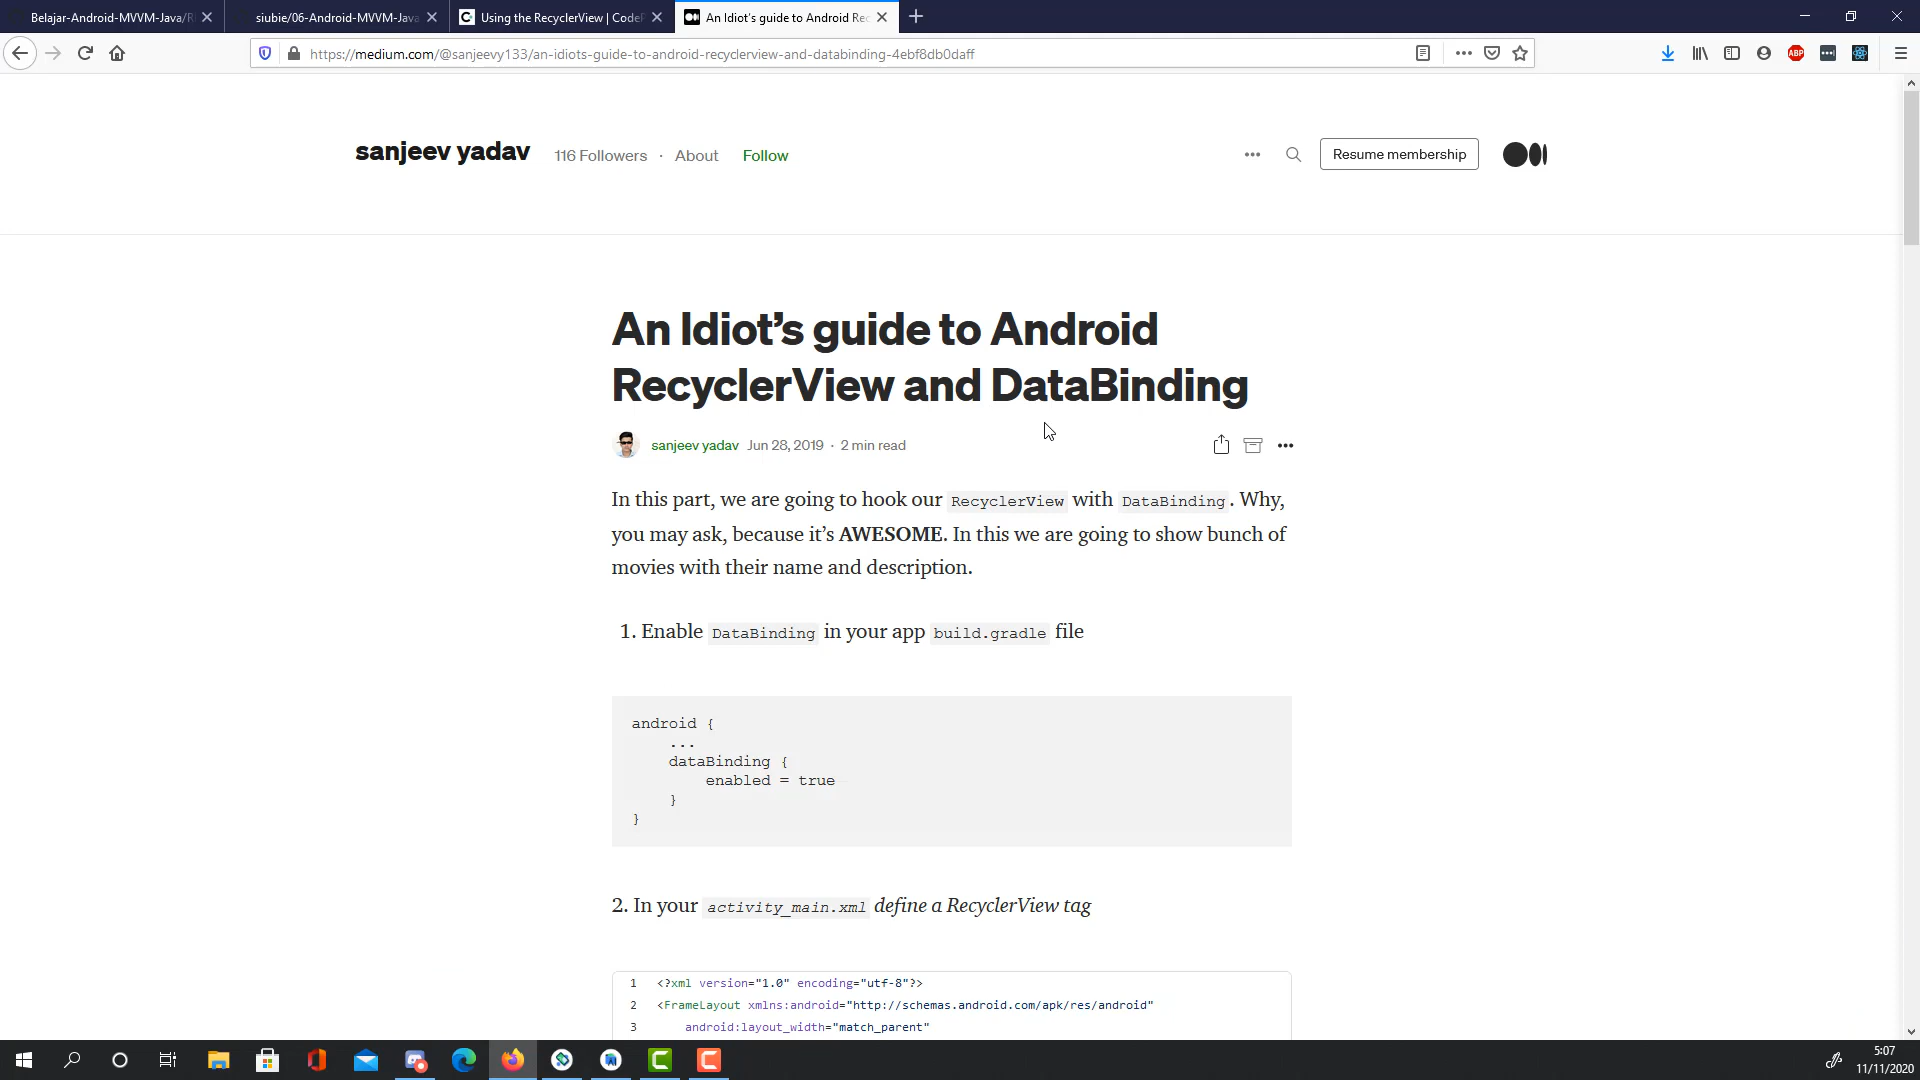 Belajar-Android-MVVM-Java/R
siubie/06-Android-MVVM-Java
Using the RecyclerView | CodeP
An Idiot's guide to Android Rec
https://medium.com/@sanjeevy133/an-idiots-guide-to-android-recyclerview-and-databinding-4ebf8db0daff
ABP
sanjeev yadav 116 Followers · About Follow
Resume membership
An Idiot’s guide to Android
RecyclerView and DataBinding
sanjeev yadav Jun 28, 2019 · 2 min read
In this part, we are going to hook our RecyclerView with DataBinding. Why,
you may ask, because it’s AWESOME. In this we are going to show bunch of
movies with their name and description.
1. Enable DataBinding in your app build.gradle file
android {
...
dataBinding {
enabled = true
}
}
2. In your activity_main.xml define a RecyclerView tag
1 <?xml version="1.0" encoding="utf-8"?>
2 <FrameLayout xmlns:android="http://schemas.android.com/apk/res/android"
3 android:layout_width="match_parent"
5:07
11/11/2020